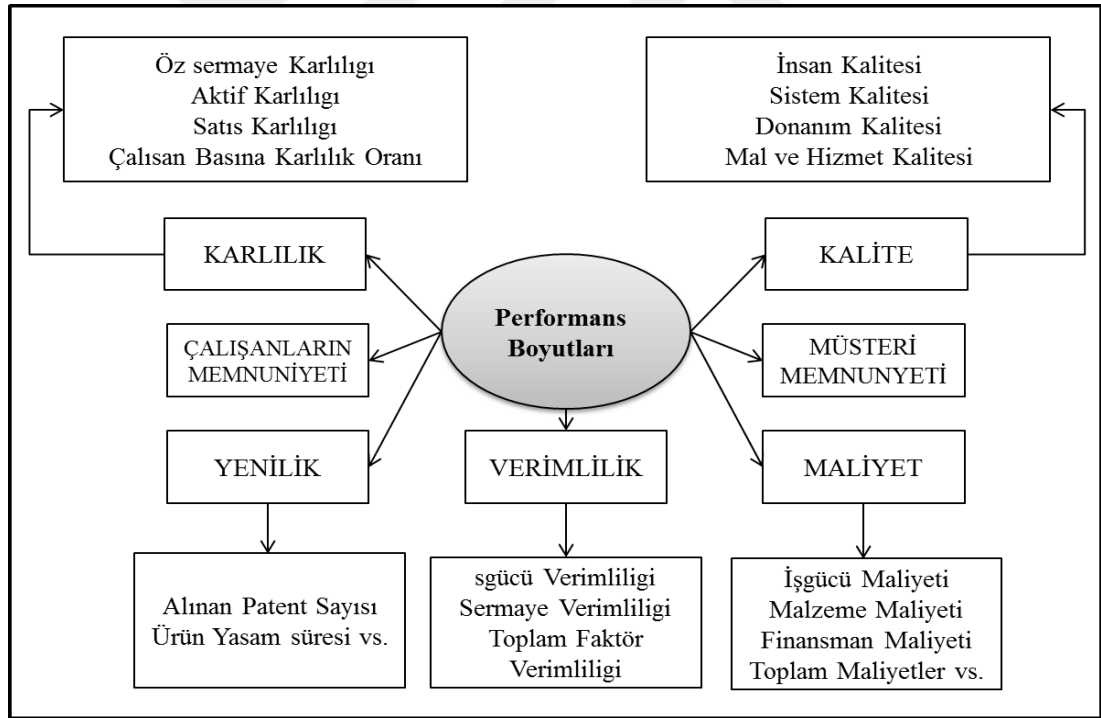 Öz sermaye Karlılıgı
Aktif Karlılıgı
Satıs Karlılıgı
Çalısan Basına Karlılık Oranı
İnsan Kalitesi
Sistem Kalitesi
Donanım Kalitesi
Mal ve Hizmet Kalitesi
KARLILIK
KALİTE
Performans
Boyutları
ÇALIŞANLARIN
MEMNUNİYETİ
MÜSTERİ
MEMNUNYETİ
YENİLİK
VERİMLİLİK
MALİYET
Alınan Patent Sayısı
Ürün Yasam süresi vs.
sgücü Verimliligi
Sermaye Verimliligi
Toplam Faktör
Verimliligi
İşgücü Maliyeti
Malzeme Maliyeti
Finansman Maliyeti
Toplam Maliyetler vs.